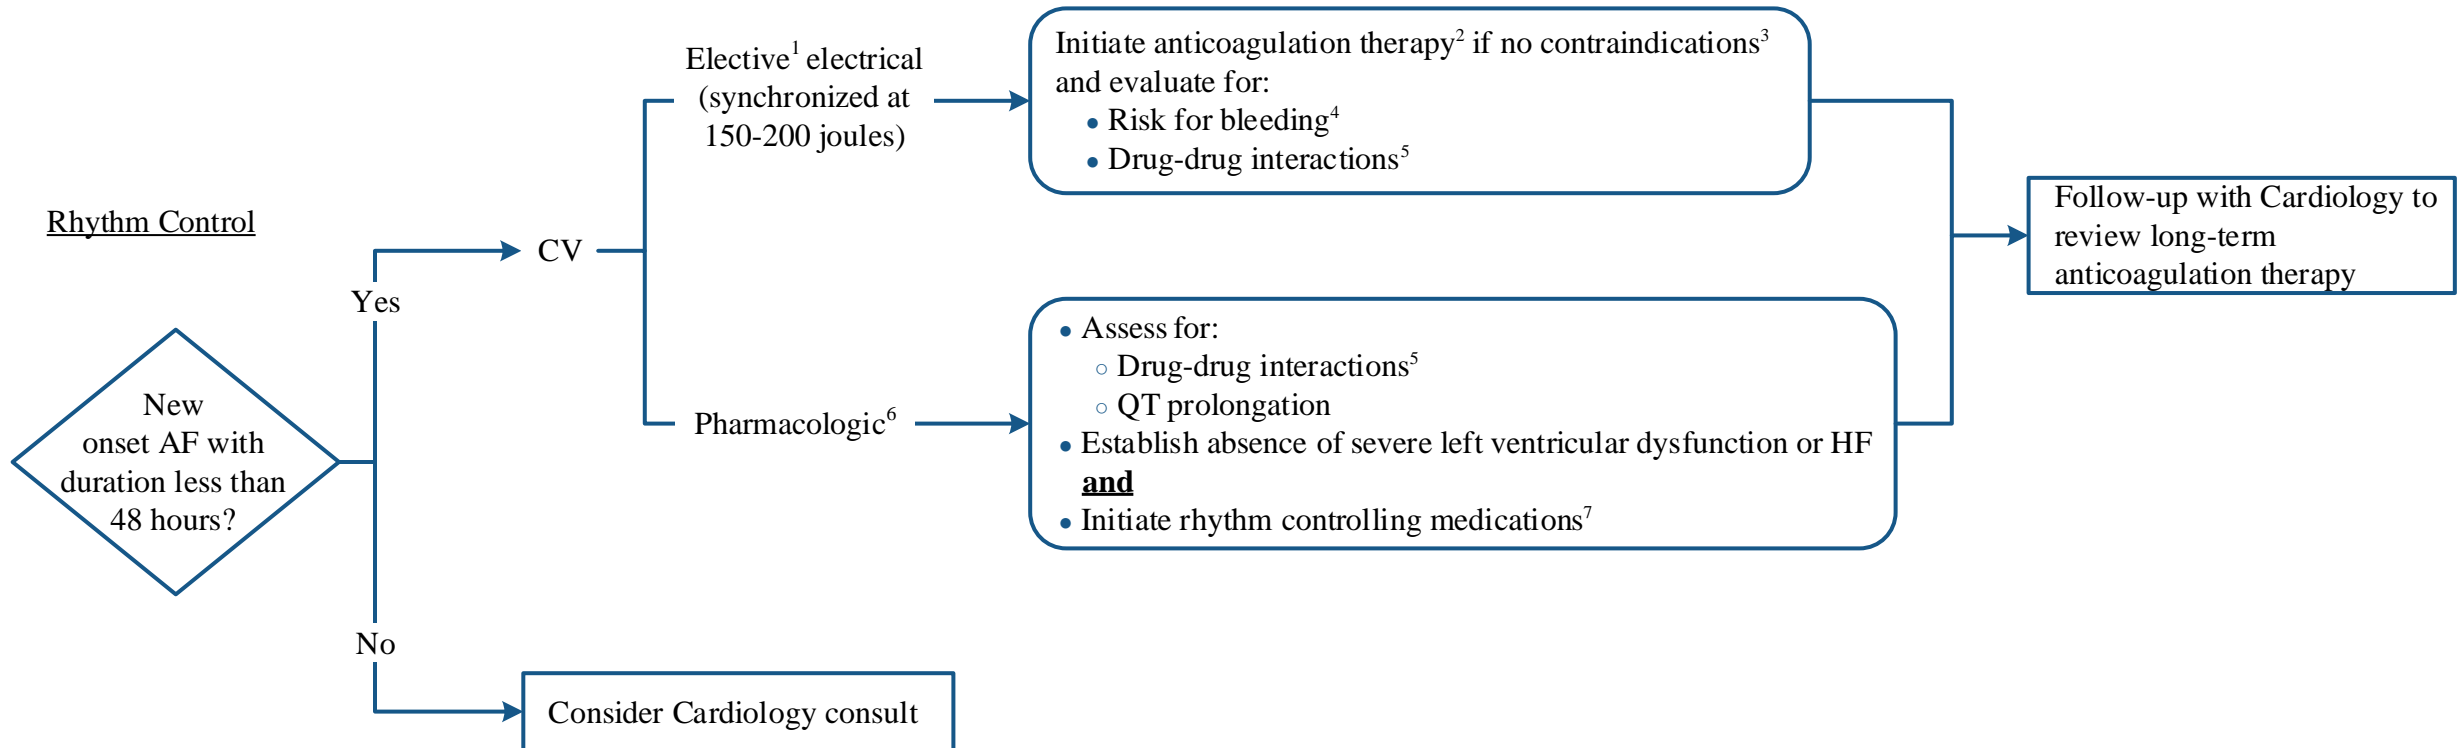 Rhythm Control
New
onset AF with
duration less than
48 hours?
Yes
No
CV
Elective¹ electrical
(synchronized at
150-200 joules)
Initiate anticoagulation therapy² if no contraindications³
and evaluate for:
• Risk for bleeding⁴
• Drug-drug interactions⁵
Pharmacologic⁶
• Assess for:
○ Drug-drug interactions⁵
○ QT prolongation
• Establish absence of severe left ventricular dysfunction or HF
and
• Initiate rhythm controlling medications⁷
Follow-up with Cardiology to
review long-term
anticoagulation therapy
Consider Cardiology consult